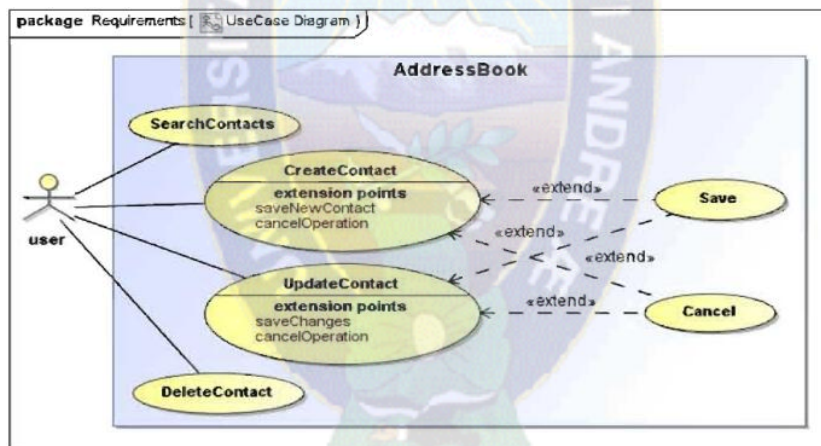 package Requirements [ UseCase Diagram ]
AddressBook
SearchContacts
CreateContact
extension points
saveNewContact
cancelOperation
«extend»
Save
user
«extend»
«extend»
UpdateContact
extension points
saveChanges
cancelOperation
«extend»
Cancel
DeleteContact